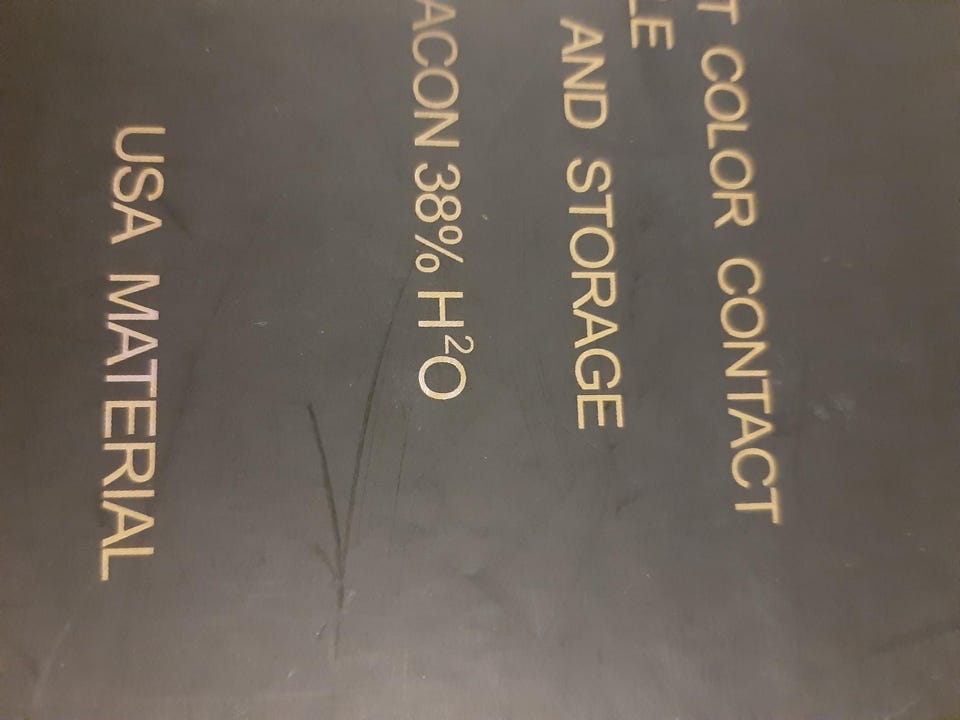 T COLOR CONTACT
LE
AND STORAGE
ACON 38% H²O
USA MATERIAL